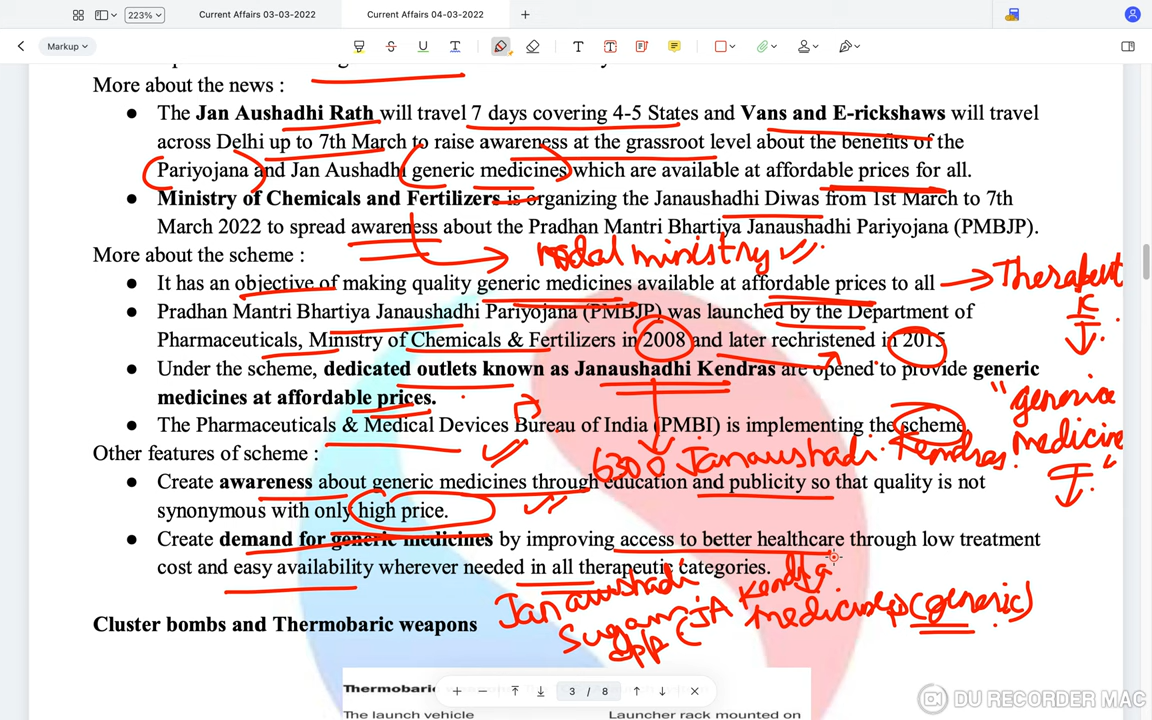 223%
Current Affairs 03-03-2022
Current Affairs 04-03-2022
Markup
More about the news :
● The Jan Aushadhi Rath will travel 7 days covering 4-5 States and Vans and E-rickshaws will travel
across Delhi up to 7th March to raise awareness at the grassroot level about the benefits of the
Pariyojana and Jan Aushadhi generic medicines which are available at affordable prices for all.
● Ministry of Chemicals and Fertilizers is organizing the Janaushadhi Diwas from 1st March to 7th
March 2022 to spread awareness about the Pradhan Mantri Bhartiya Janaushadhi Pariyojana (PMBJP).
nodal ministry
More about the scheme :
● It has an objective of making quality generic medicines available at affordable prices to all
Therapeut
ic
● Pradhan Mantri Bhartiya Janaushadhi Pariyojana (PMBJP) was launched by the Department of
Pharmaceuticals, Ministry of Chemicals & Fertilizers in 2008 and later rechristened in 2015
● Under the scheme, dedicated outlets known as Janaushadhi Kendras are opened to provide generic
medicines at affordable prices.
"generic
medicine"
● The Pharmaceuticals & Medical Devices Bureau of India (PMBI) is implementing the scheme.
Other features of scheme :
6300 Janaushadi Kendras.
● Create awareness about generic medicines through education and publicity so that quality is not
synonymous with only high price.
● Create demand for generic medicines by improving access to better healthcare through low treatment
cost and easy availability wherever needed in all therapeutic categories.
Janaushadi
Sugam
app
(JA Kendra
medicines (generic)
Cluster bombs and Thermobaric weapons
3 / 8
Thermobaric
The launch vehicle
Launcher rack mounted on
DU RECORDER MAC